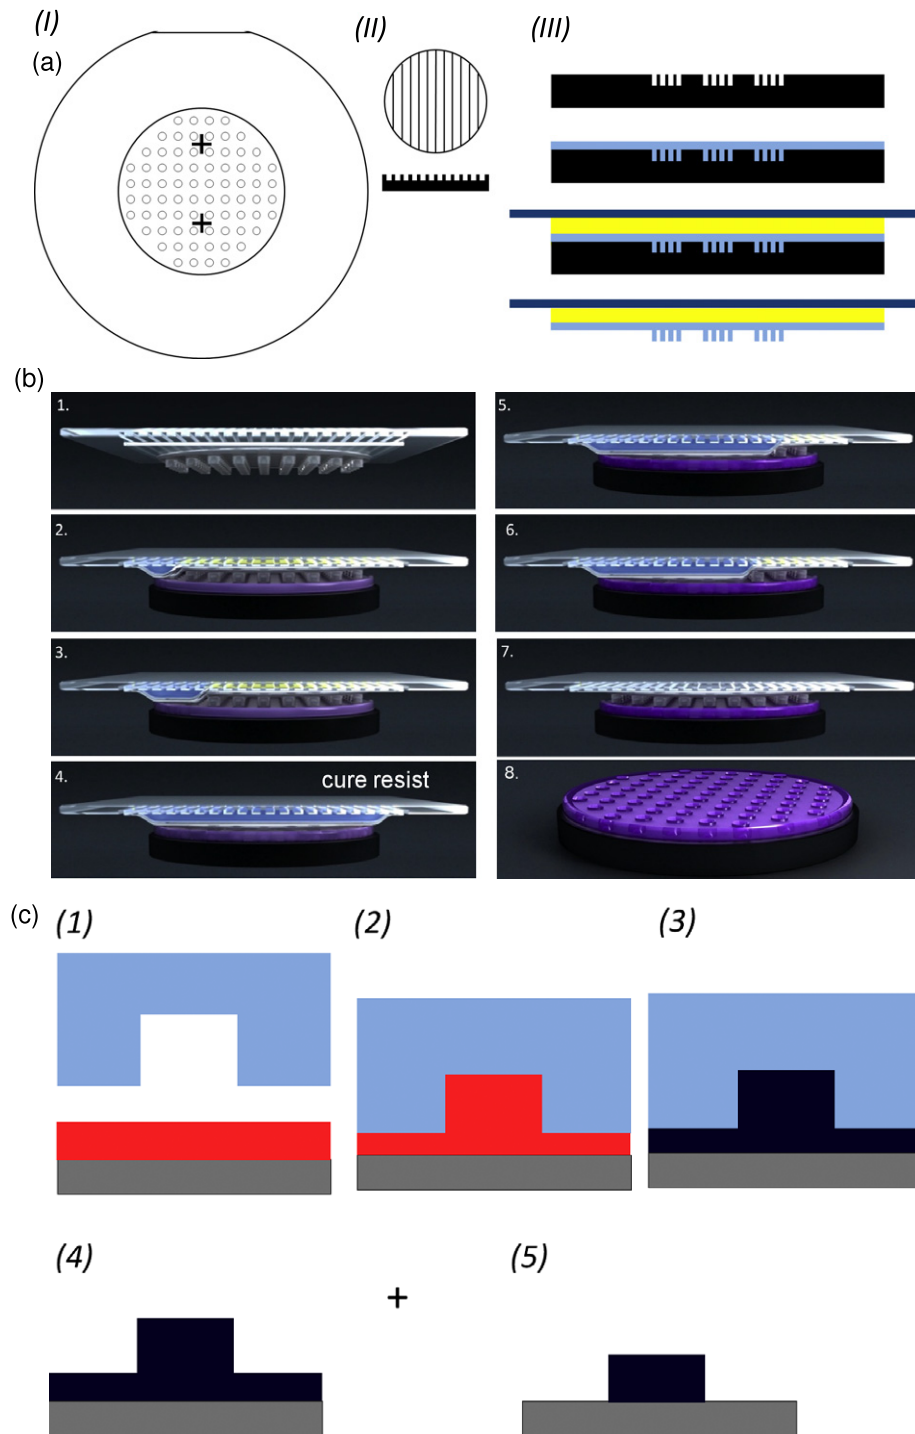 (I) (II) (III)
(a)
(b)
1. 5.
2. 6.
3. 7.
4. cure resist 8.
(c) (1) (2) (3)
(4) + (5)